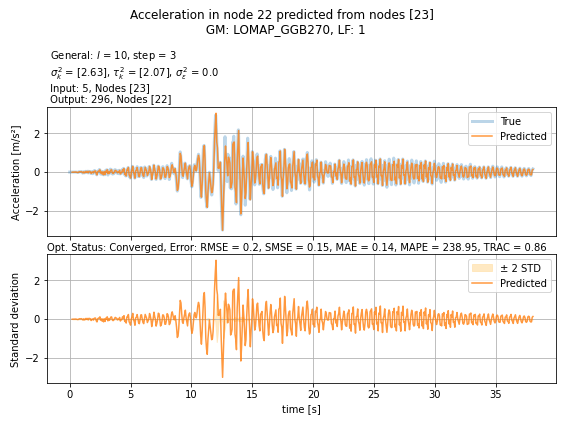 Acceleration in node 22 predicted from nodes [23]
GM: LOMAP_GGB270, LF: 1
General: l = 10, step = 3
σ²ₖ = [2.63], τ²ₖ = [2.07], σ²ε = 0.0
Input: 5, Nodes [23]
Output: 296, Nodes [22]
Acceleration [m/s²]
2
0
−2
True
Predicted
Opt. Status: Converged, Error: RMSE = 0.2, SMSE = 0.15, MAE = 0.14, MAPE = 238.95, TRAC = 0.86
Standard deviation
2
0
−2
± 2 STD
Predicted
0 5 10 15 20 25 30 35
time [s]